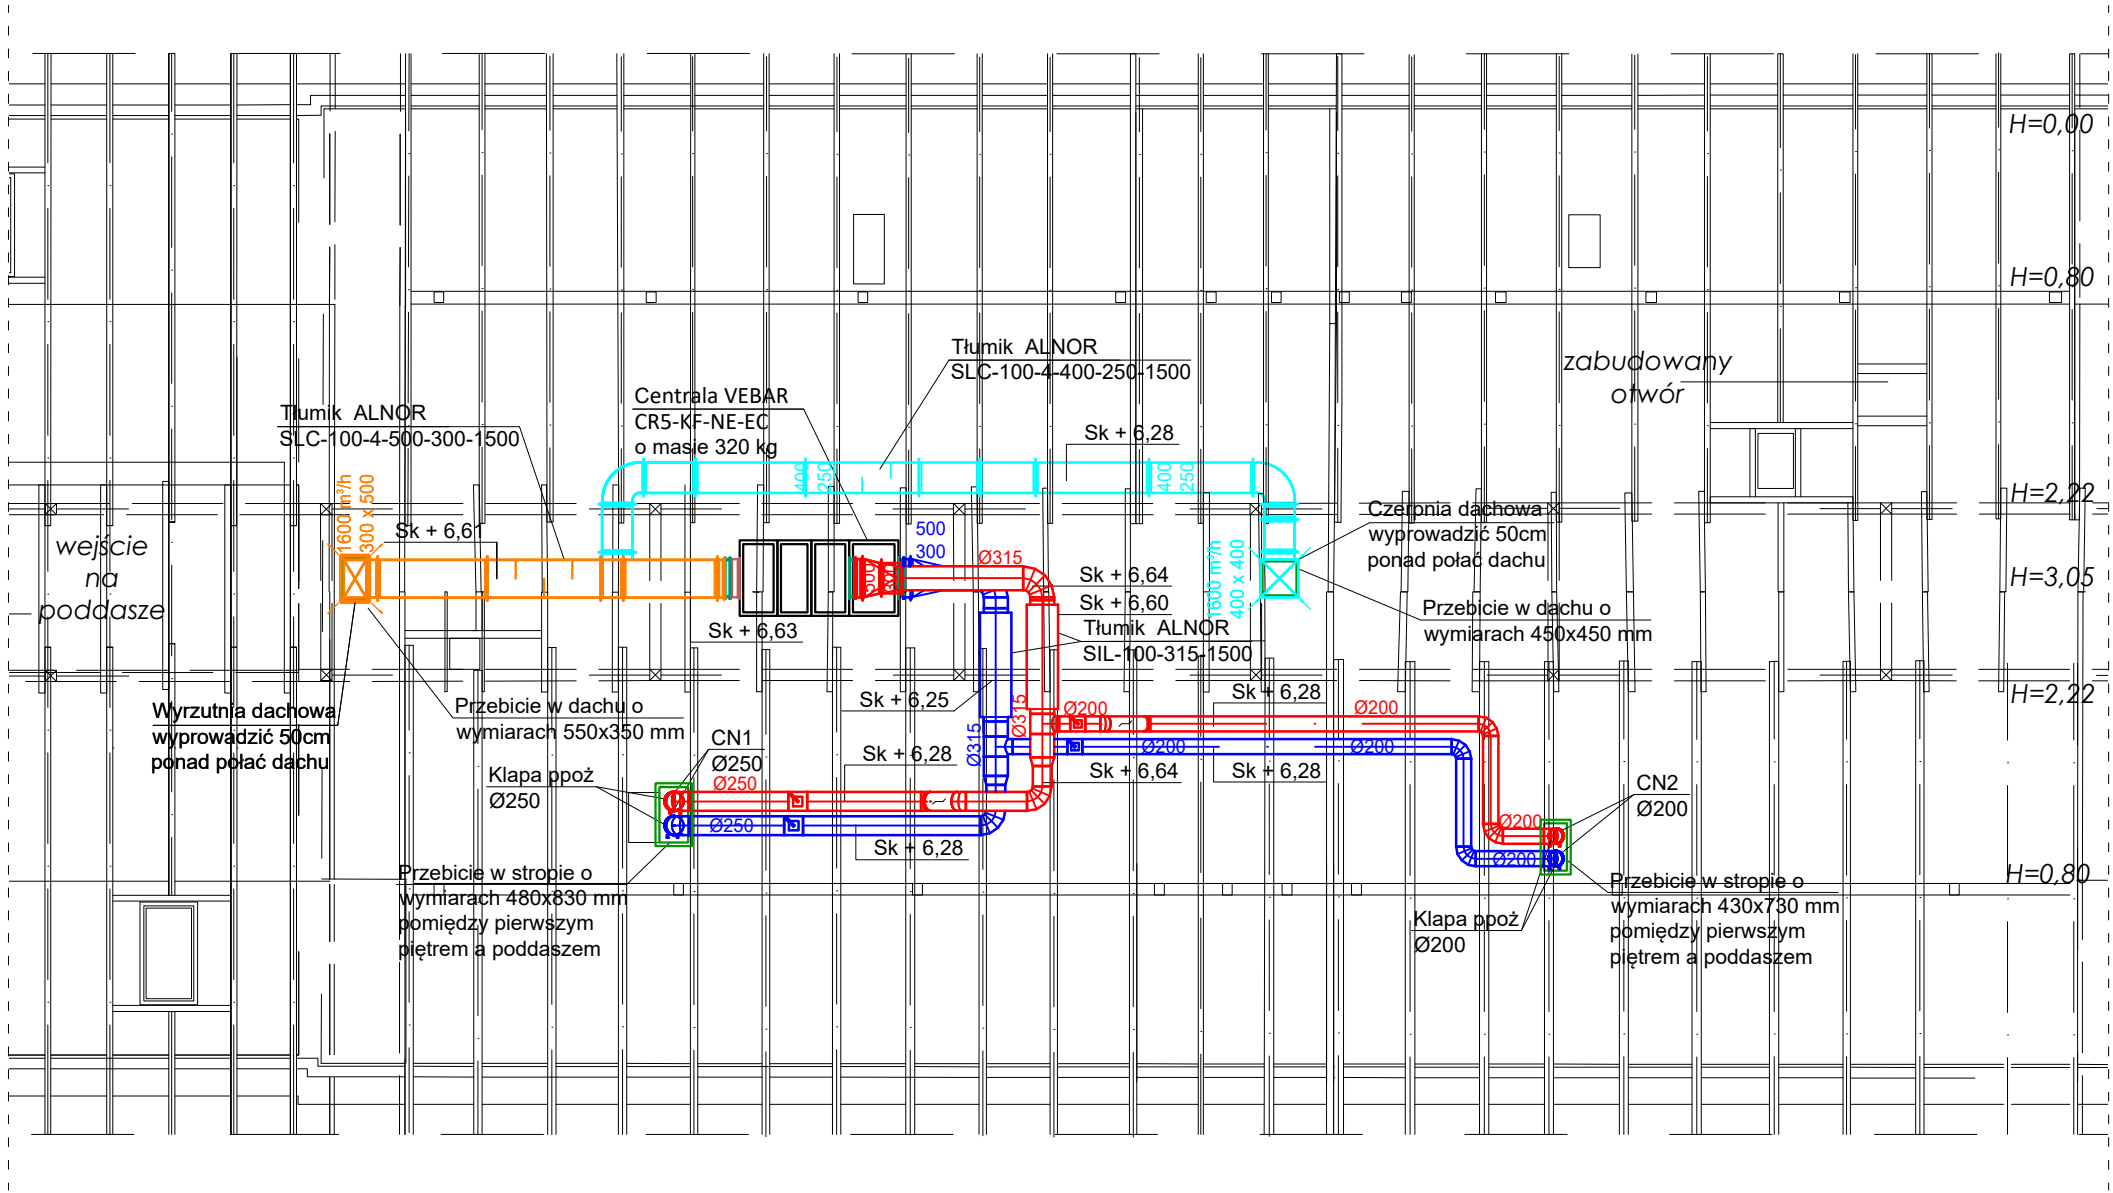 H=0,00
H=0,80
Tłumik ALNOR
SLC-100-4-400-250-1500
zabudowany
otwór
Centrala VEBAR
CR5-KF-NE-EC
o masie 320 kg
Tłumik ALNOR
SLC-100-4-500-300-1500
Sk + 6,28
400
250
400
250
1600 m³/h
300 x 500
Sk + 6,61
H=2,22
Czerpnia dachowa
wyprowadzić 50cm
ponad połać dachu
wejście
na
poddasze
500
300
Ø315
500
300
1600 m³/h
400 x 400
Sk + 6,64
Sk + 6,60
H=3,05
Przebicie w dachu o
wymiarach 450x450 mm
Sk + 6,63
Tłumik ALNOR
SIL-100-315-1500
Sk + 6,25
Sk + 6,28
H=2,22
Wyrzutnia dachowa
wyprowadzić 50cm
ponad połać dachu
Przebicie w dachu o
wymiarach 550x350 mm
Ø315
Ø315
Ø200
Ø200
CN1
Ø250
Sk + 6,28
Ø200
Ø200
Klapa ppoż
Ø250
Ø250
Sk + 6,64
Sk + 6,28
CN2
Ø200
Ø250
Sk + 6,28
Ø200
Ø200
Przebicie w stropie o
wymiarach 480x830 mm
pomiędzy pierwszym
piętrem a poddaszem
H=0,80
Klapa ppoż
Ø200
Przebicie w stropie o
wymiarach 430x730 mm
pomiędzy pierwszym
piętrem a poddaszem